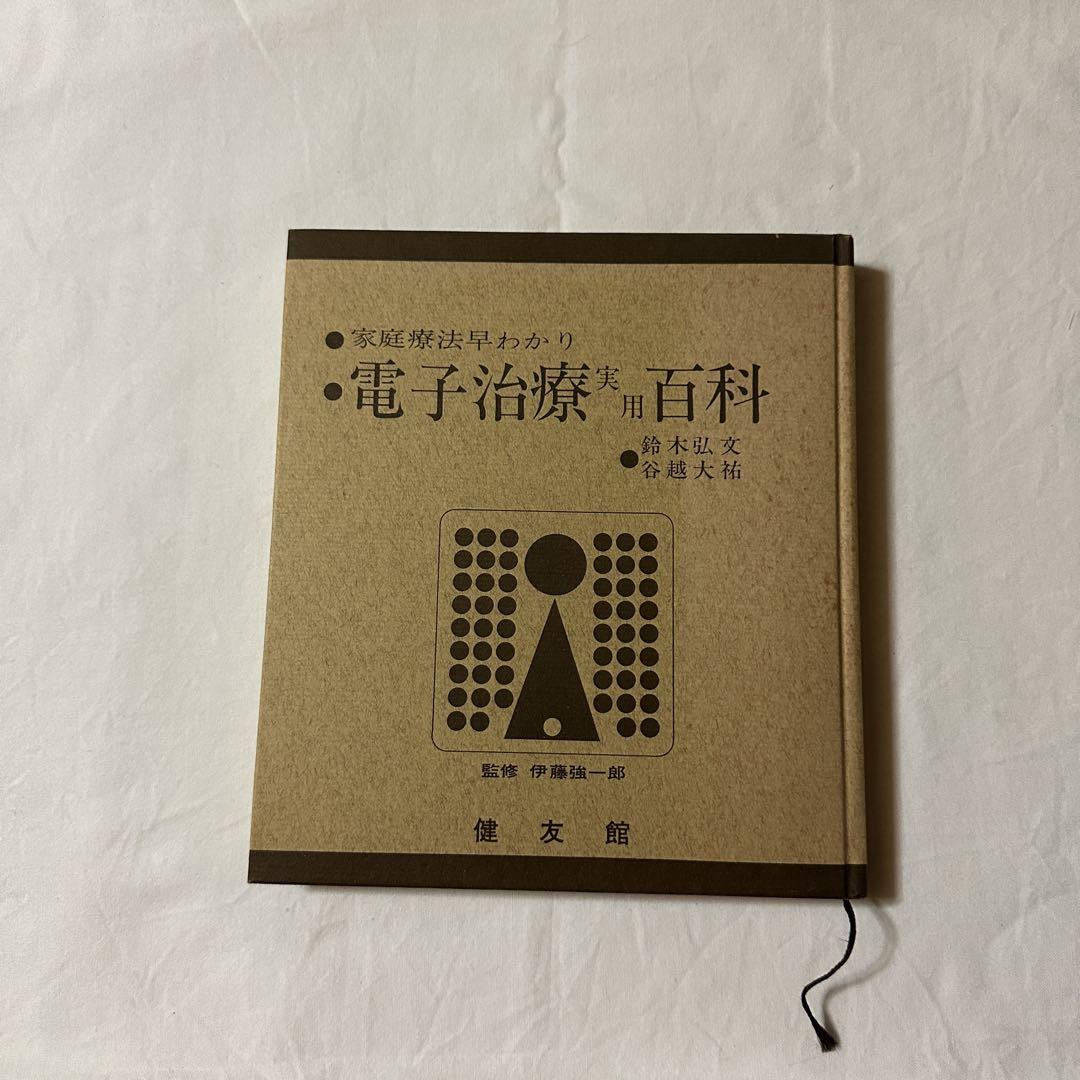 ●家庭療法早わかり
●電子治療実用百科
●鈴木弘文
谷越大祐
監修 伊藤強一郎
健友館